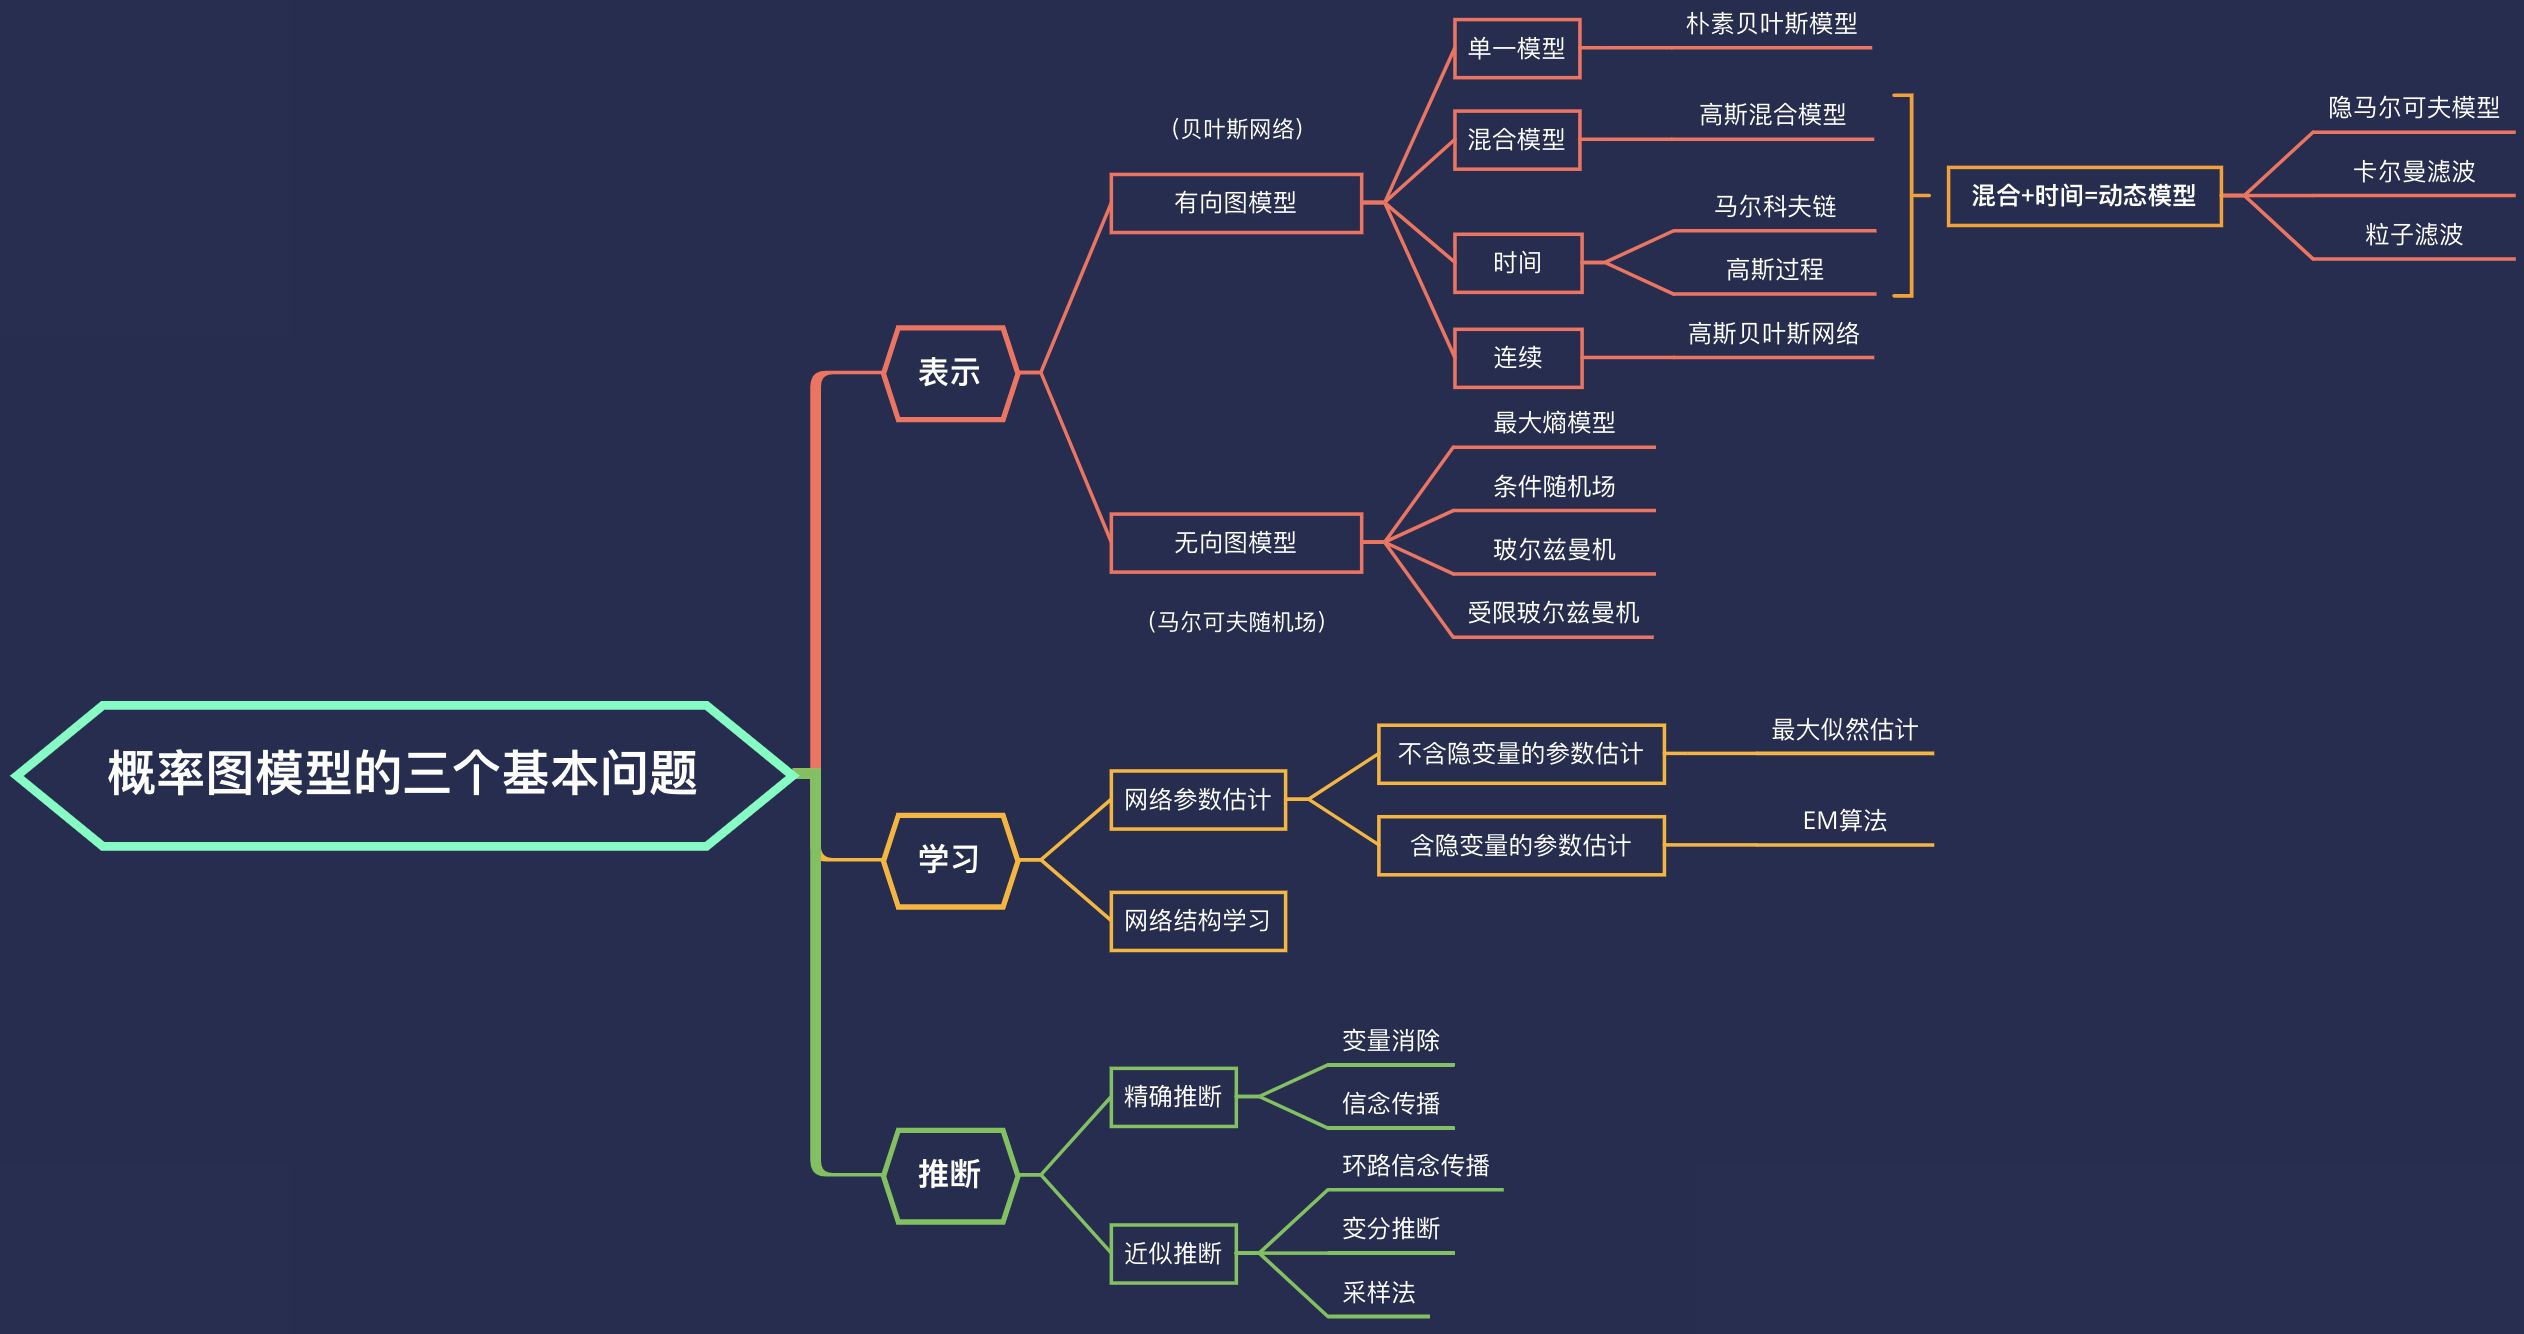 概率图模型的三个基本问题
表示
(贝叶斯网络)
有向图模型
单一模型
朴素贝叶斯模型
混合模型
高斯混合模型
时间
马尔科夫链
高斯过程
连续
高斯贝叶斯网络
混合+时间=动态模型
隐马尔可夫模型
卡尔曼滤波
粒子滤波
无向图模型
(马尔可夫随机场)
最大熵模型
条件随机场
玻尔兹曼机
受限玻尔兹曼机
学习
网络参数估计
不含隐变量的参数估计
最大似然估计
含隐变量的参数估计
EM算法
网络结构学习
推断
精确推断
变量消除
信念传播
近似推断
环路信念传播
变分推断
采样法